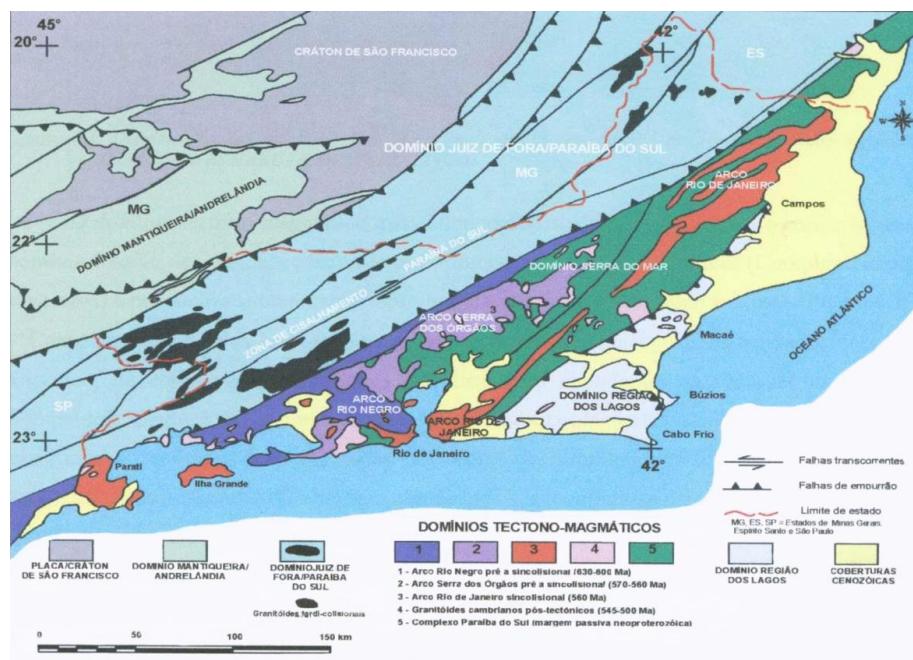 45°
20°
CRÁTON DE SÃO FRANCISCO
42°
ES
N
W
DOMÍNIO JUIZ DE FORA/PARAÍBA DO SUL
MG
ARCO
RIO DE JANEIRO
MG
DOMÍNIO MANTIQUEIRA/ANDRELÂNDIA
Campos
22°
PARAÍBA DO SUL
DOMÍNIO SERRA DO MAR
ZONA DE CISALHAMENTO
ARCO SERRA
DOS ÓRGÃOS
Macaé
OCEANO ATLÂNTICO
SP
ARCO
RIO NEGRO
DOMÍNIO REGIÃO
DOS LAGOS
Búzios
ARCO RIO DE
JANEIRO
23°
Cabo Frio
Rio de Janeiro
42°
Parati
Ilha Grande
Falhas transcorrentes
Falhas de empurrão
Limite de estado
MG, ES, SP = Estados de Minas Gerais,
Espírito Santo e São Paulo
DOMÍNIOS TECTONO-MAGMÁTICOS
1 2 3 4 5
PLACA/CRÁTON
DE SÃO FRANCISCO
DOMÍNIO MANTIQUEIRA/
ANDRELÂNDIA
DOMÍNIO JUIZ DE
FORA/PARAÍBA
DO SUL
Granitóides tardi-colisionais
DOMÍNIO REGIÃO
DOS LAGOS
COBERTURAS
CENOZÓICAS
1 - Arco Rio Negro pré a sincolisional (630-600 Ma)
2 - Arco Serra dos Órgãos pré a sincolisional (570-560 Ma)
3 - Arco Rio de Janeiro sincolisional (560 Ma)
4 - Granitóides cambrianos pós-tectônicos (545-500 Ma)
5 - Complexo Paraíba do Sul (margem passiva neoproterozóica)
0 50 100 150 km